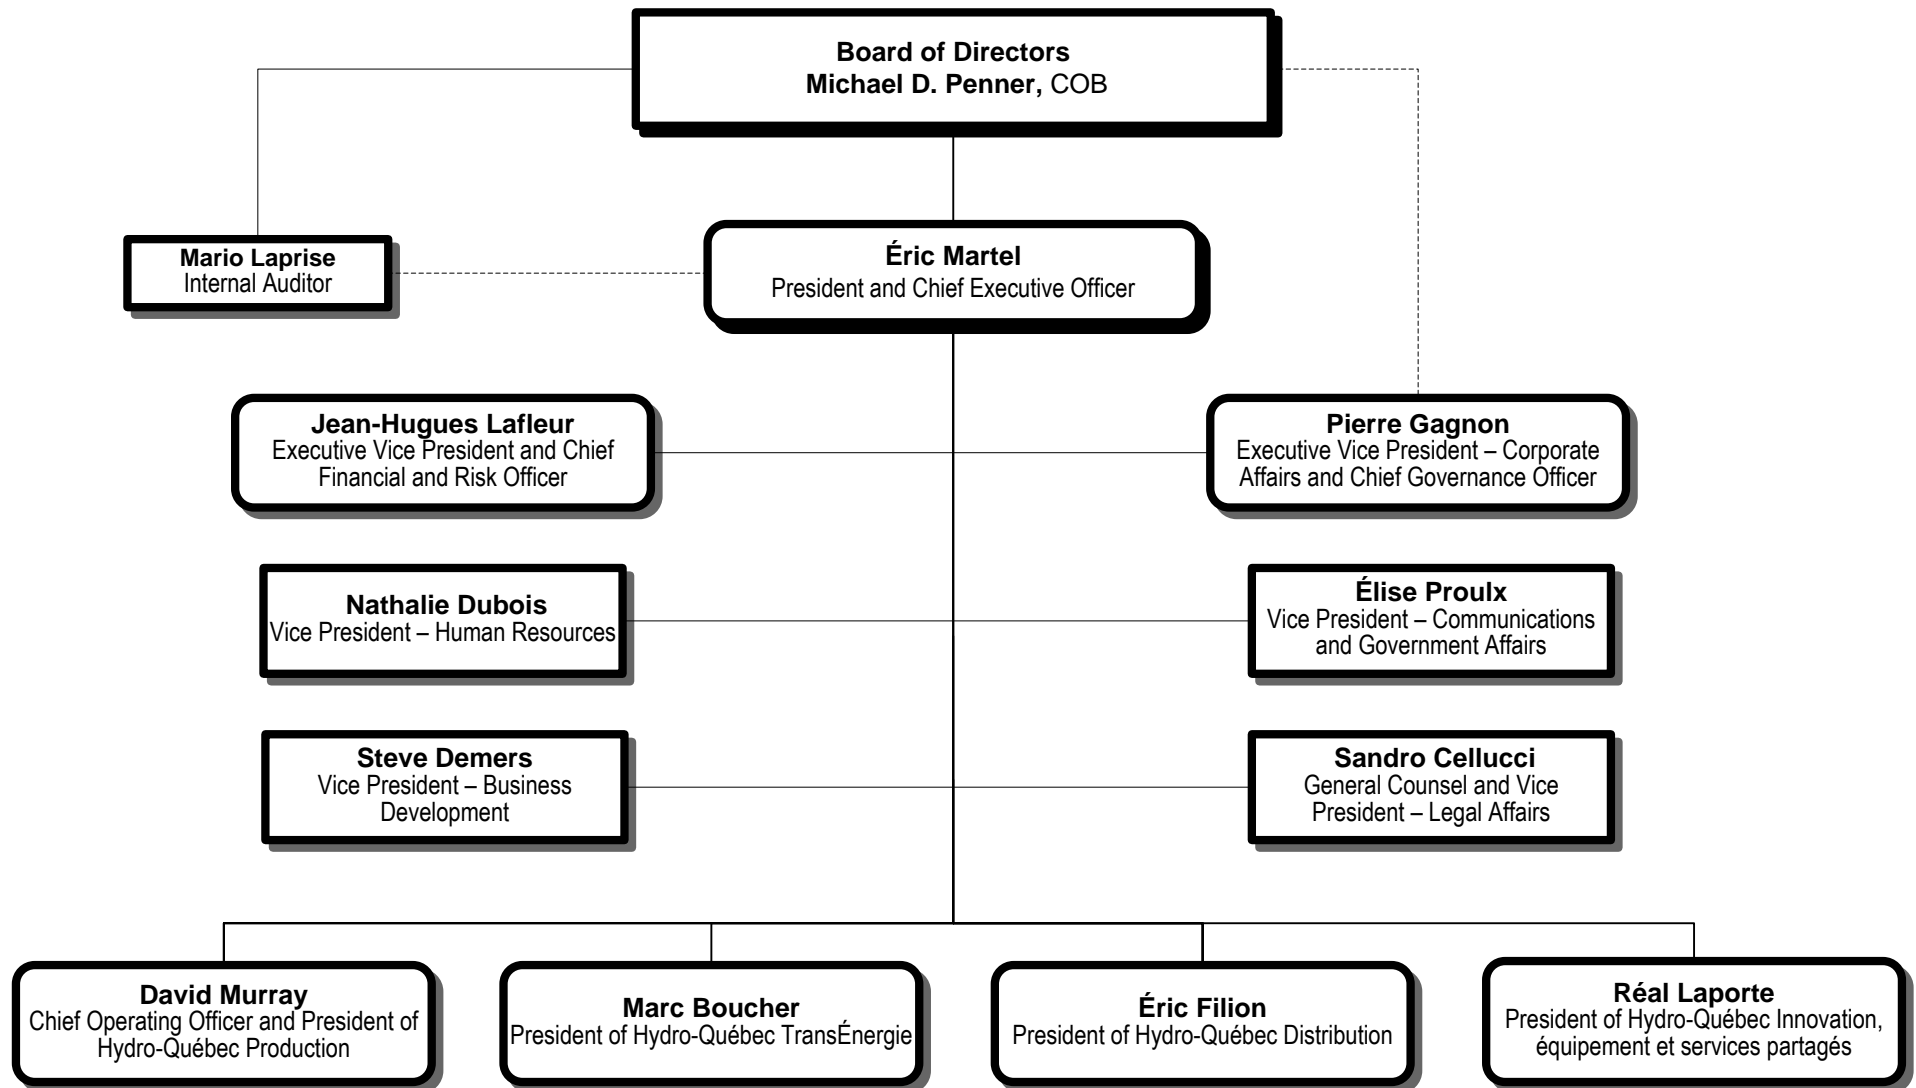 Board of Directors
Michael D. Penner, COB
Mario Laprise
Internal Auditor
Éric Martel
President and Chief Executive Officer
Jean-Hugues Lafleur
Executive Vice President and Chief
Financial and Risk Officer
Pierre Gagnon
Executive Vice President – Corporate
Affairs and Chief Governance Officer
Nathalie Dubois
Vice President – Human Resources
Élise Proulx
Vice President – Communications
and Government Affairs
Steve Demers
Vice President – Business
Development
Sandro Cellucci
General Counsel and Vice
President – Legal Affairs
David Murray
Chief Operating Officer and President of
Hydro-Québec Production
Marc Boucher
President of Hydro-Québec TransÉnergie
Éric Filion
President of Hydro-Québec Distribution
Réal Laporte
President of Hydro-Québec Innovation,
équipement et services partagés